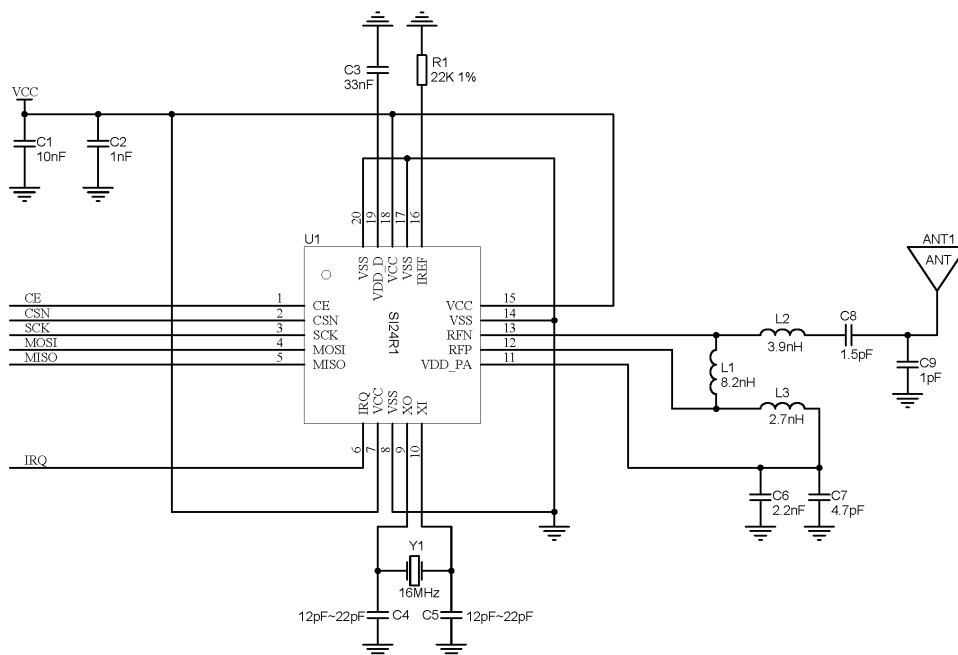 C3
33nF
R1
22K 1%
VCC
C1
10nF
C2
1nF
20
19
18
17
16
U1
VSS
VDD_D
VCC
VSS
IREF
ANT1
ANT
CE
1
CE
CSN
2
CSN
SCK
3
SCK
MOSI
4
MOSI
MISO
5
MISO
SI24R1
VCC
15
VSS
14
RFN
13
RFP
12
VDD_PA
11
L2
3.9nH
C8
1.5pF
C9
1pF
L1
8.2nH
L3
2.7nH
IRQ
VCC
VSS
XO
XI
6
7
8
9
10
IRQ
C6
2.2nF
C7
4.7pF
Y1
16MHz
12pF~22pF
C4
C5
12pF~22pF